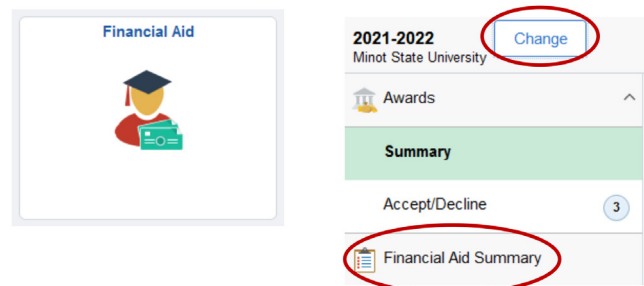 Financial Aid
2021-2022
Minot State University
Change
Awards
Summary
Accept/Decline
3
Financial Aid Summary